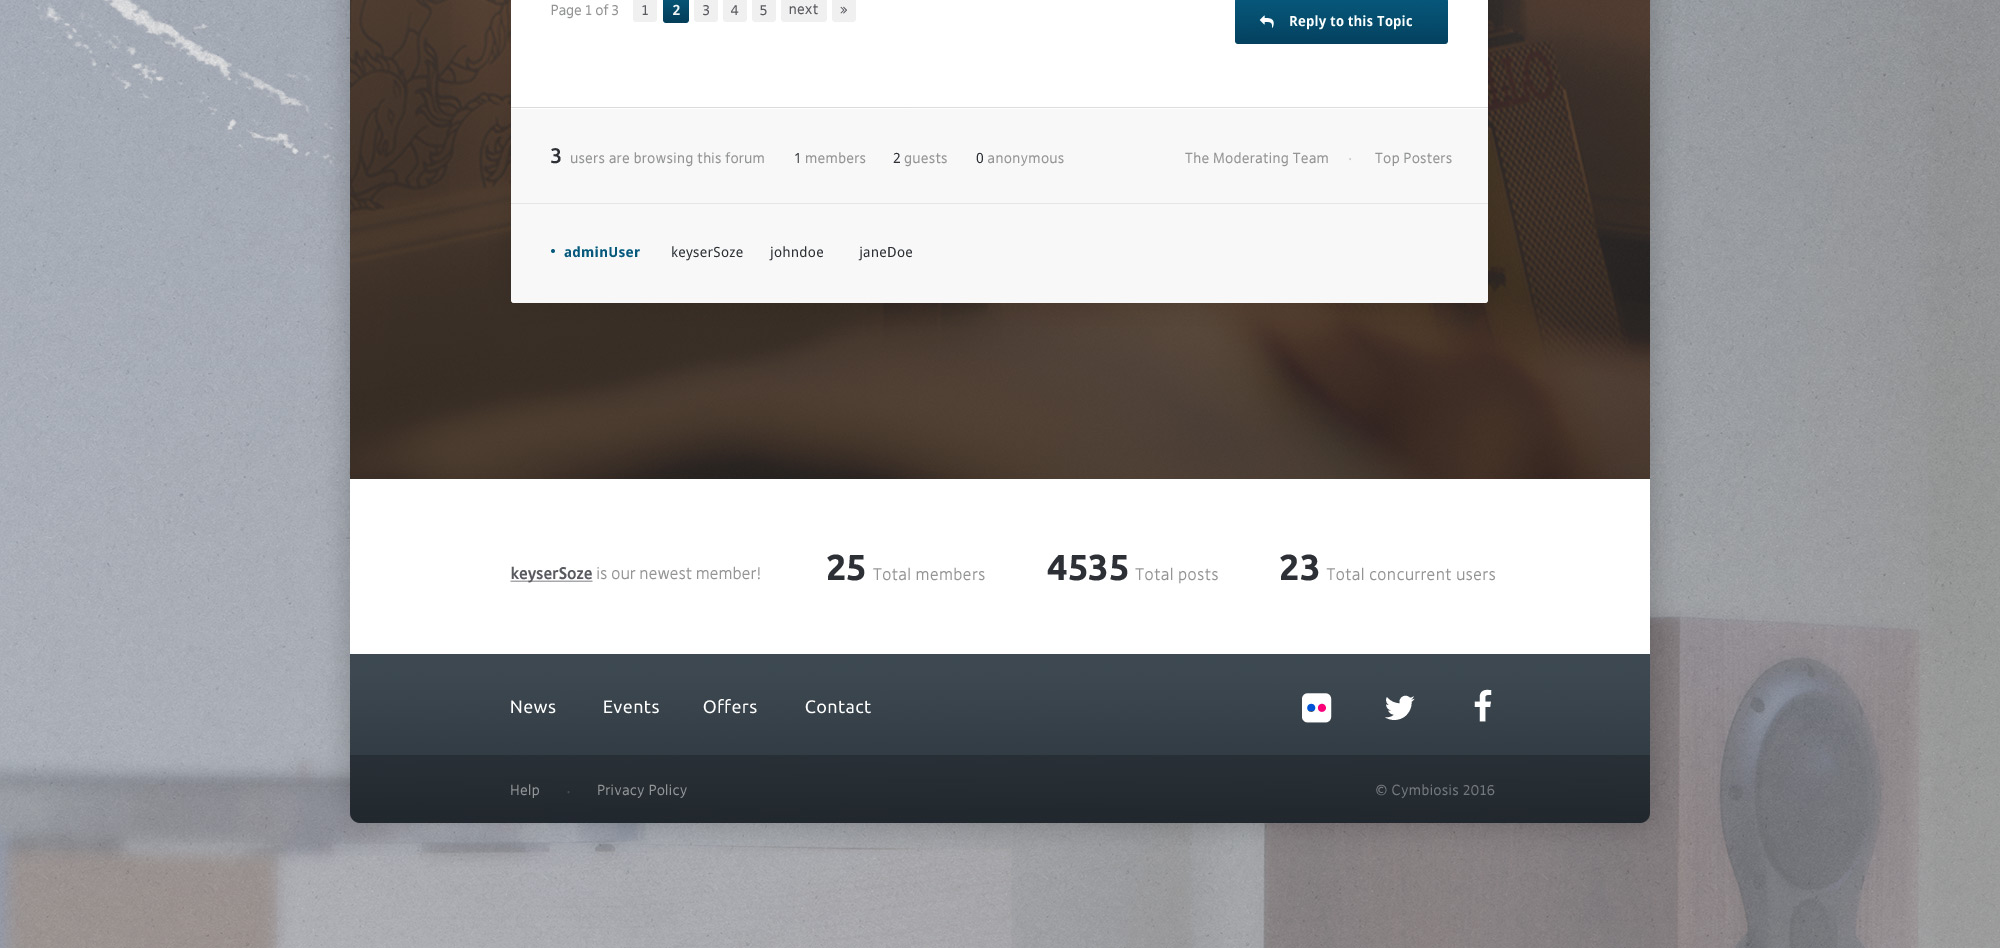 Page 1 of 3 1 2 3 4 5 next »
Reply to this Topic
3 users are browsing this forum 1 members 2 guests 0 anonymous The Moderating Team · Top Posters
• adminUser keyserSoze johndoe janeDoe
keyserSoze is our newest member! 25 Total members 4535 Total posts 23 Total concurrent users
News Events Offers Contact
Help · Privacy Policy © Cymbiosis 2016